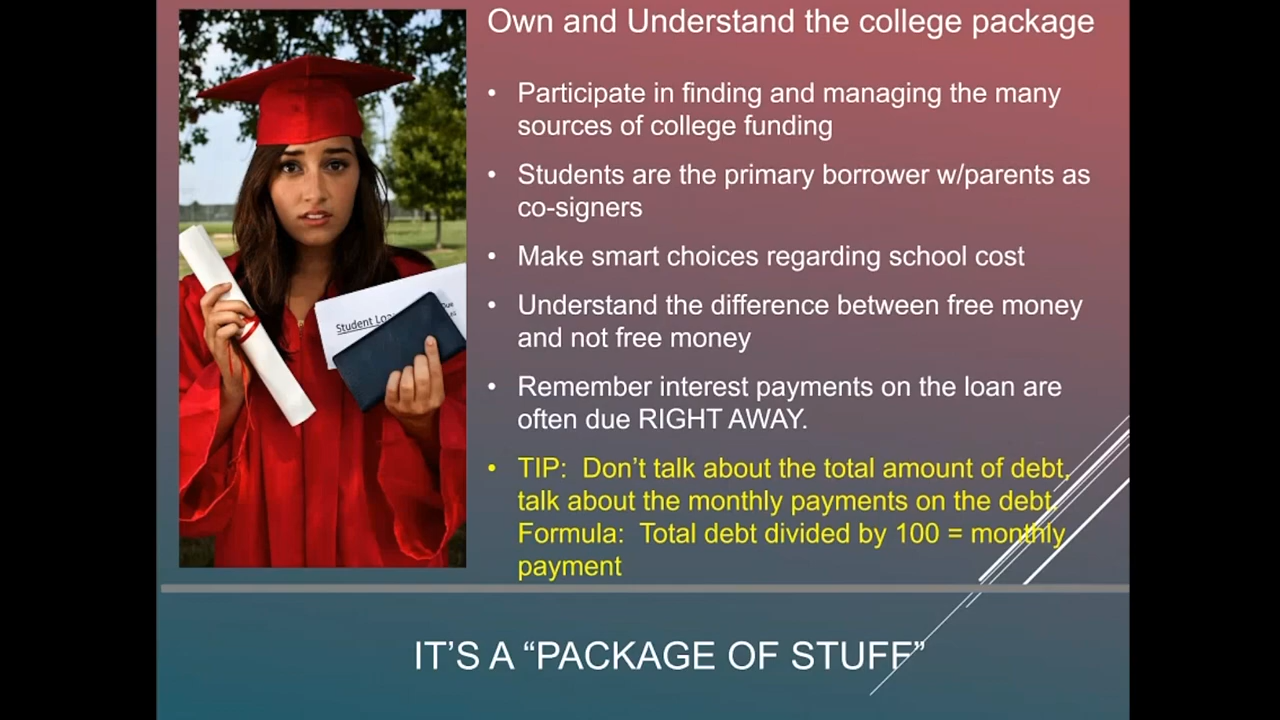 Own and Understand the college package
• Participate in finding and managing the many
sources of college funding
• Students are the primary borrower w/parents as
co-signers
• Make smart choices regarding school cost
• Understand the difference between free money
and not free money
• Remember interest payments on the loan are
often due RIGHT AWAY.
• TIP:  Don’t talk about the total amount of debt,
talk about the monthly payments on the debt.
Formula:  Total debt divided by 100 = monthly
payment
Student
Due
IT’S A “PACKAGE OF STUFF”